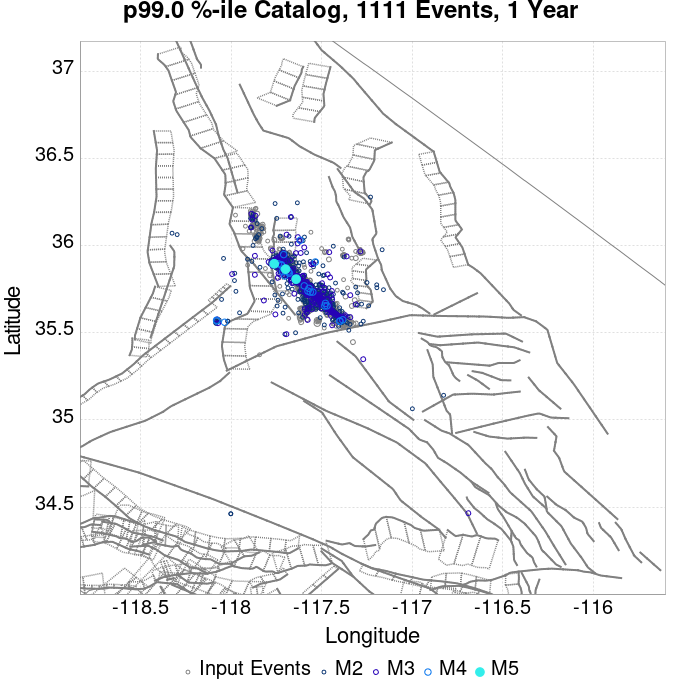 p99.0 %-ile Catalog, 1111 Events, 1 Year
37
36.5
36
35.5
35
34.5
Latitude
-118.5 -118 -117.5 -117 -116.5 -116
Longitude
Input Events M2 M3 M4 M5